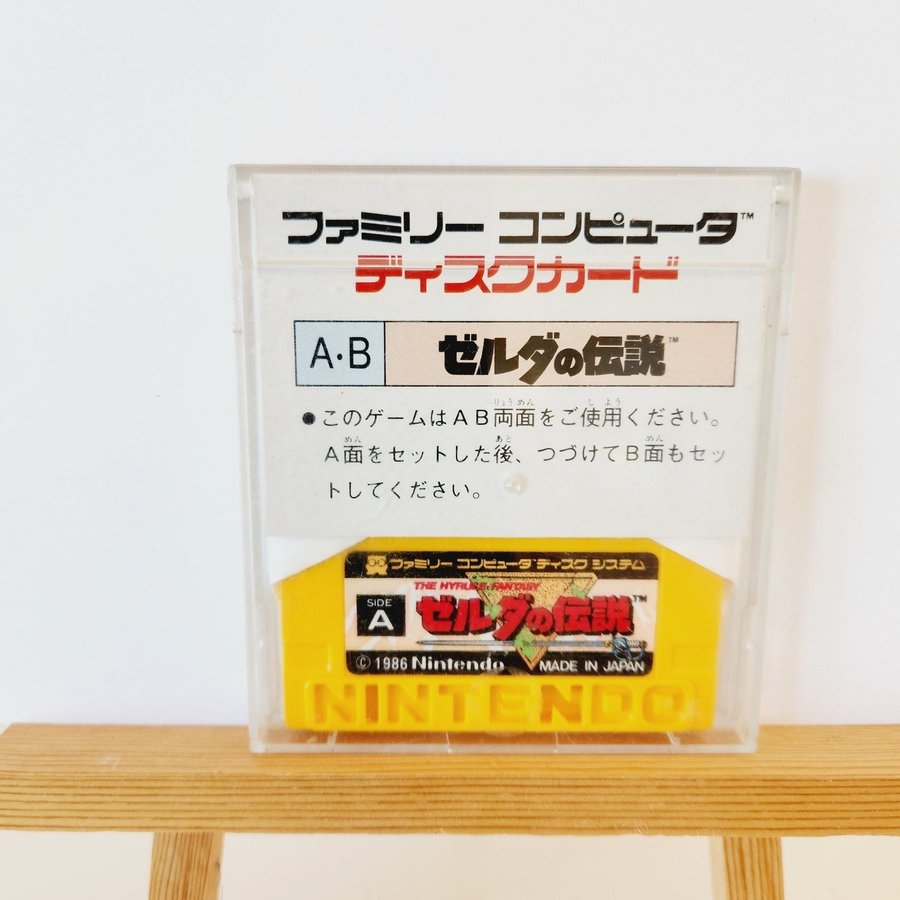 ファミリー コンピュータ™
ディスクカード
A・B ゼルダの伝説™
●このゲームはAB両面をご使用ください。
A面をセットした後、つづけてB面もセッ
トしてください。
ファミリー コンピュータ ディスク システム
THE HYRULE FANTASY
SIDE A ゼルダの伝説™
© 1986 Nintendo MADE IN JAPAN
NINTENDO